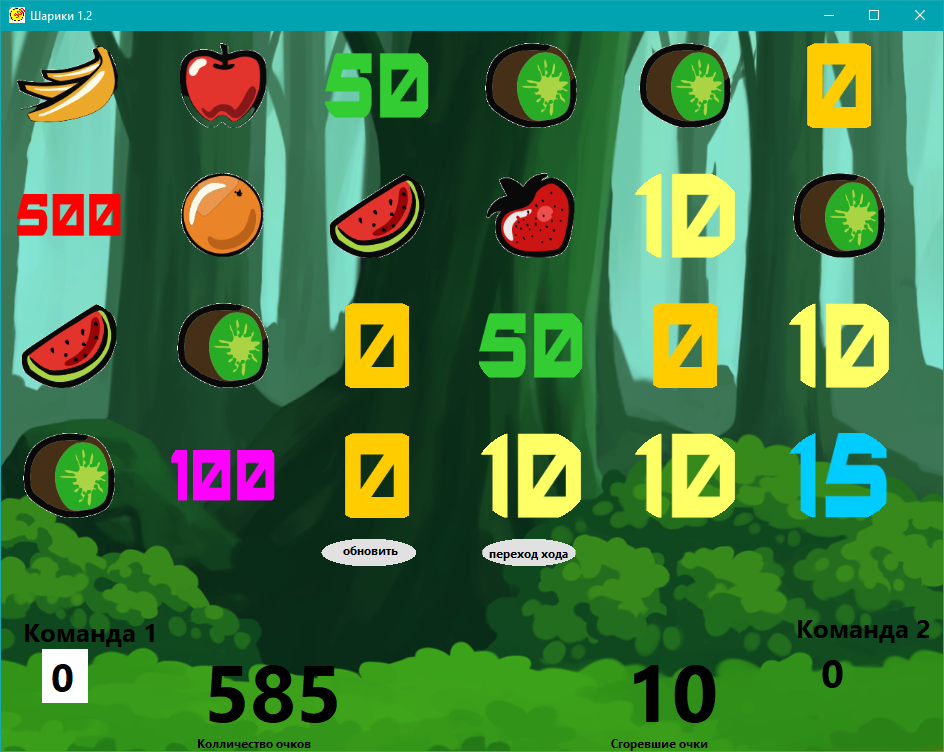 Шарики 1.2
50 0
500 10
0 50 0 10
100 0 10 10 15
обновить переход хода
Команда 1 Команда 2
0 585 10 0
Колличество очков Сгоревшие очки